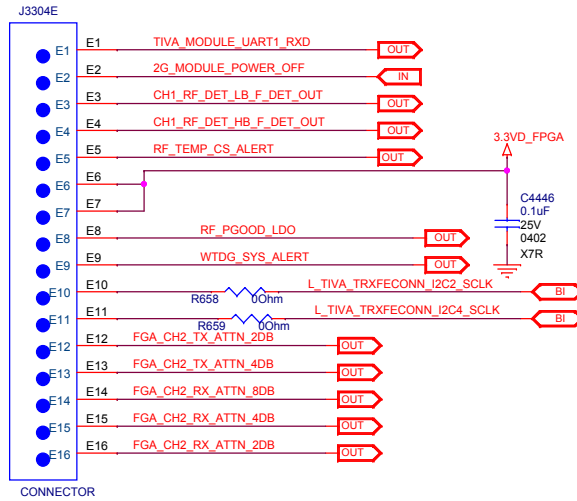 J3304E
E1 E1 TIVA_MODULE_UART1_RXD OUT
E2 E2 2G_MODULE_POWER_OFF IN
E3 E3 CH1_RF_DET_LB_F_DET_OUT OUT
E4 E4 CH1_RF_DET_HB_F_DET_OUT OUT
3.3VD_FPGA
E5 E5 RF_TEMP_CS_ALERT OUT
E6 E6
E7 E7
C4446
0.1uF
25V
0402
X7R
E8 E8 RF_PGOOD_LDO OUT
E9 E9 WTDG_SYS_ALERT OUT
E10 E10 R658 0Ohm L_TIVA_TRXFECONN_I2C2_SCLK BI
E11 E11 R659 0Ohm L_TIVA_TRXFECONN_I2C4_SCLK BI
E12 E12 FGA_CH2_TX_ATTN_2DB OUT
E13 E13 FGA_CH2_TX_ATTN_4DB OUT
E14 E14 FGA_CH2_RX_ATTN_8DB OUT
E15 E15 FGA_CH2_RX_ATTN_4DB OUT
E16 E16 FGA_CH2_RX_ATTN_2DB OUT
CONNECTOR